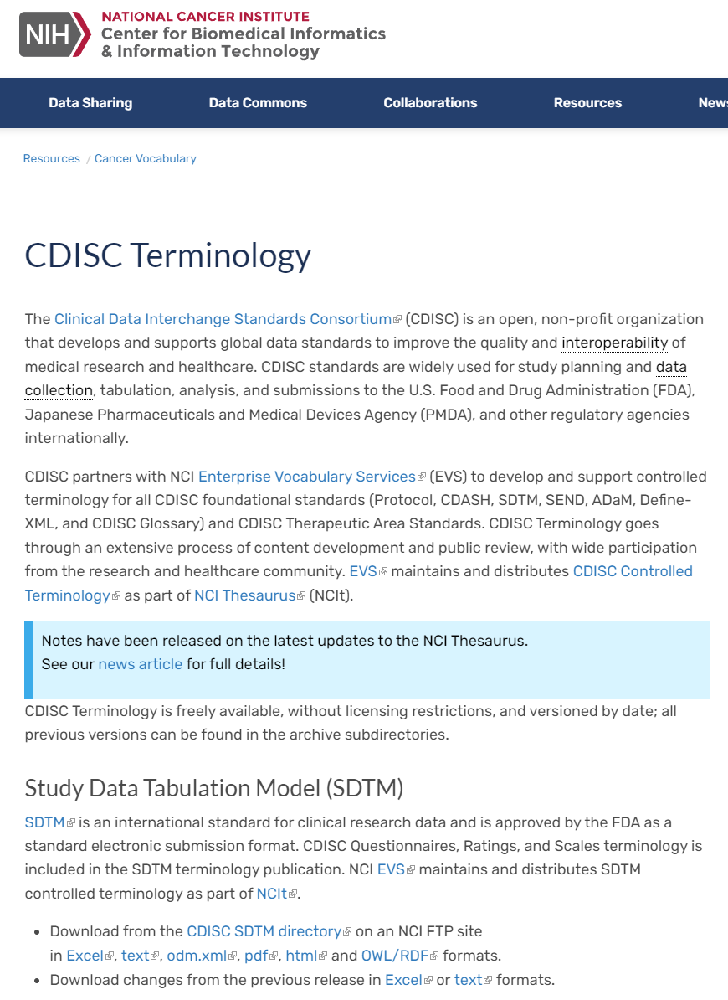 NIH
NATIONAL CANCER INSTITUTE
Center for Biomedical Informatics
& Information Technology
Data Sharing Data Commons Collaborations Resources News
Resources / Cancer Vocabulary
CDISC Terminology
The Clinical Data Interchange Standards Consortium (CDISC) is an open, non-profit organization
that develops and supports global data standards to improve the quality and interoperability of
medical research and healthcare. CDISC standards are widely used for study planning and data
collection, tabulation, analysis, and submissions to the U.S. Food and Drug Administration (FDA),
Japanese Pharmaceuticals and Medical Devices Agency (PMDA), and other regulatory agencies
internationally.
CDISC partners with NCI Enterprise Vocabulary Services (EVS) to develop and support controlled
terminology for all CDISC foundational standards (Protocol, CDASH, SDTM, SEND, ADaM, Define-
XML, and CDISC Glossary) and CDISC Therapeutic Area Standards. CDISC Terminology goes
through an extensive process of content development and public review, with wide participation
from the research and healthcare community. EVS maintains and distributes CDISC Controlled
Terminology as part of NCI Thesaurus (NCIt).
Notes have been released on the latest updates to the NCI Thesaurus.
See our news article for full details!
CDISC Terminology is freely available, without licensing restrictions, and versioned by date; all
previous versions can be found in the archive subdirectories.
Study Data Tabulation Model (SDTM)
SDTM is an international standard for clinical research data and is approved by the FDA as a
standard electronic submission format. CDISC Questionnaires, Ratings, and Scales terminology is
included in the SDTM terminology publication. NCI EVS maintains and distributes SDTM
controlled terminology as part of NCIt.
• Download from the CDISC SDTM directory on an NCI FTP site
in Excel, text, odm.xml, pdf, html and OWL/RDF formats.
• Download changes from the previous release in Excel or text formats.